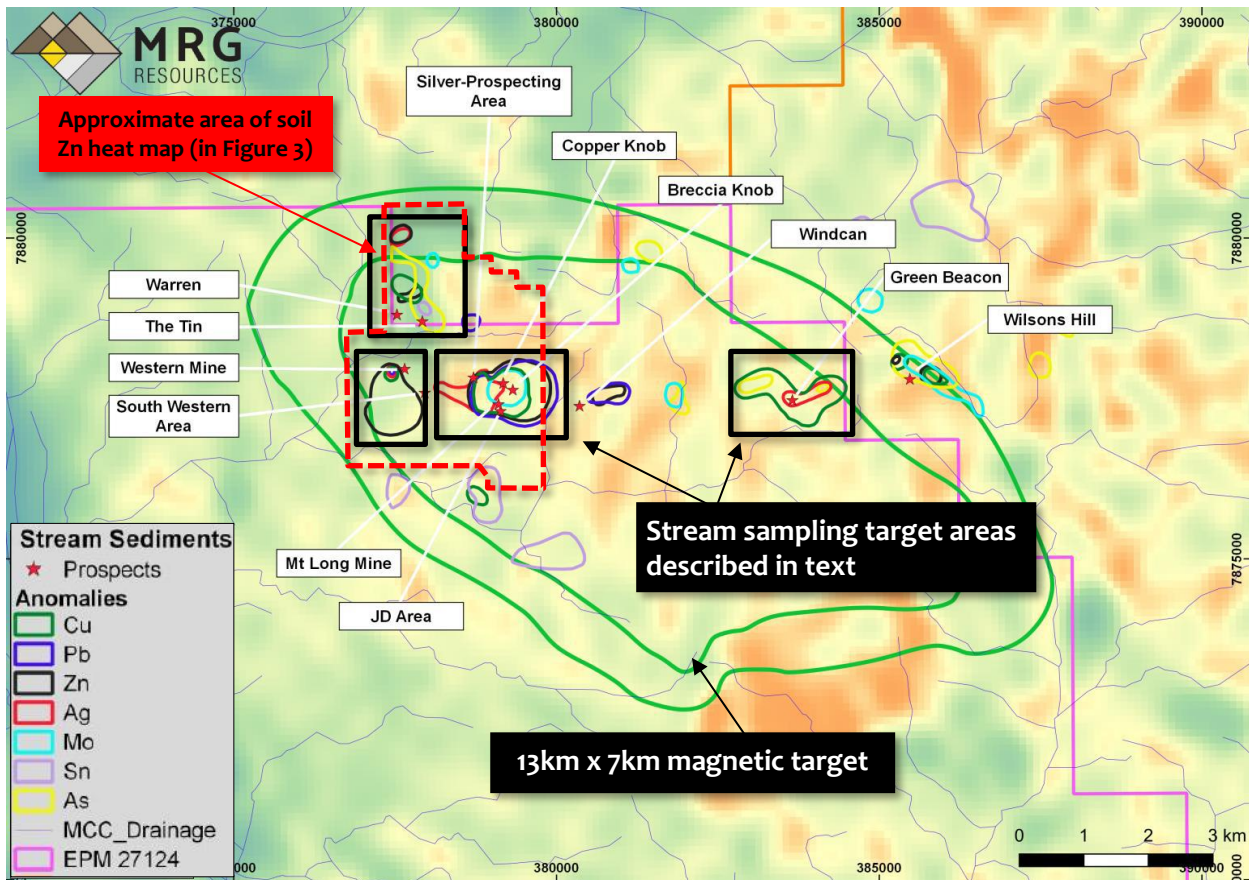 375000
380000
385000
390000
MRG
RESOURCES
Silver-Prospecting
Area
Approximate area of soil
Zn heat map (in Figure 3)
Copper Knob
Breccia Knob
Windcan
7880000
7880000
Green Beacon
Warren
Wilsons Hill
The Tin
Western Mine
South Western
Area
Stream sampling target areas
described in text
Mt Long Mine
JD Area
7875000
Stream Sediments
Prospects
Anomalies
Cu
Pb
Zn
Ag
Mo
Sn
As
MCC_Drainage
EPM 27124
13km x 7km magnetic target
0 1 2 3 km
375000
380000
385000
390000